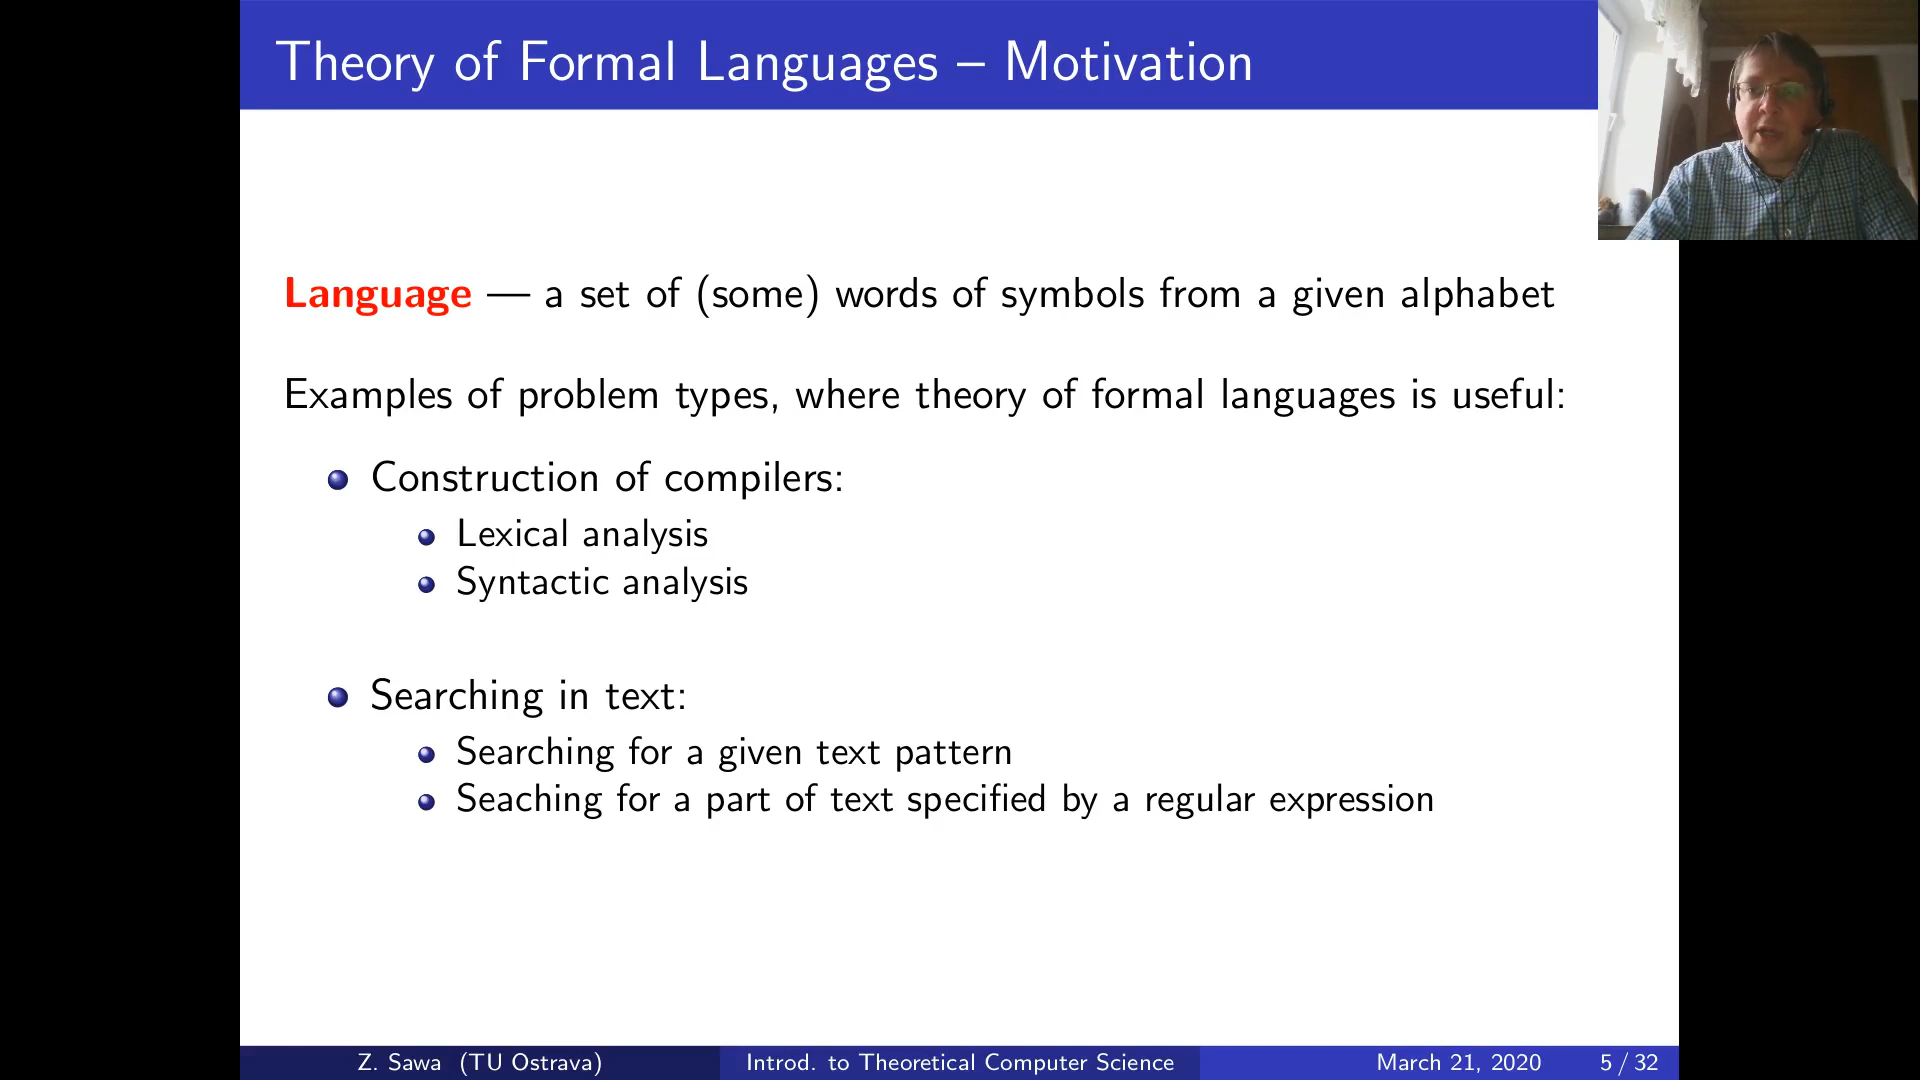 Theory of Formal Languages – Motivation
Language — a set of (some) words of symbols from a given alphabet
Examples of problem types, where theory of formal languages is useful:
Construction of compilers:
Lexical analysis
Syntactic analysis
Searching in text:
Searching for a given text pattern
Seaching for a part of text specified by a regular expression
Z. Sawa (TU Ostrava) Introd. to Theoretical Computer Science March 21, 2020 5 / 32